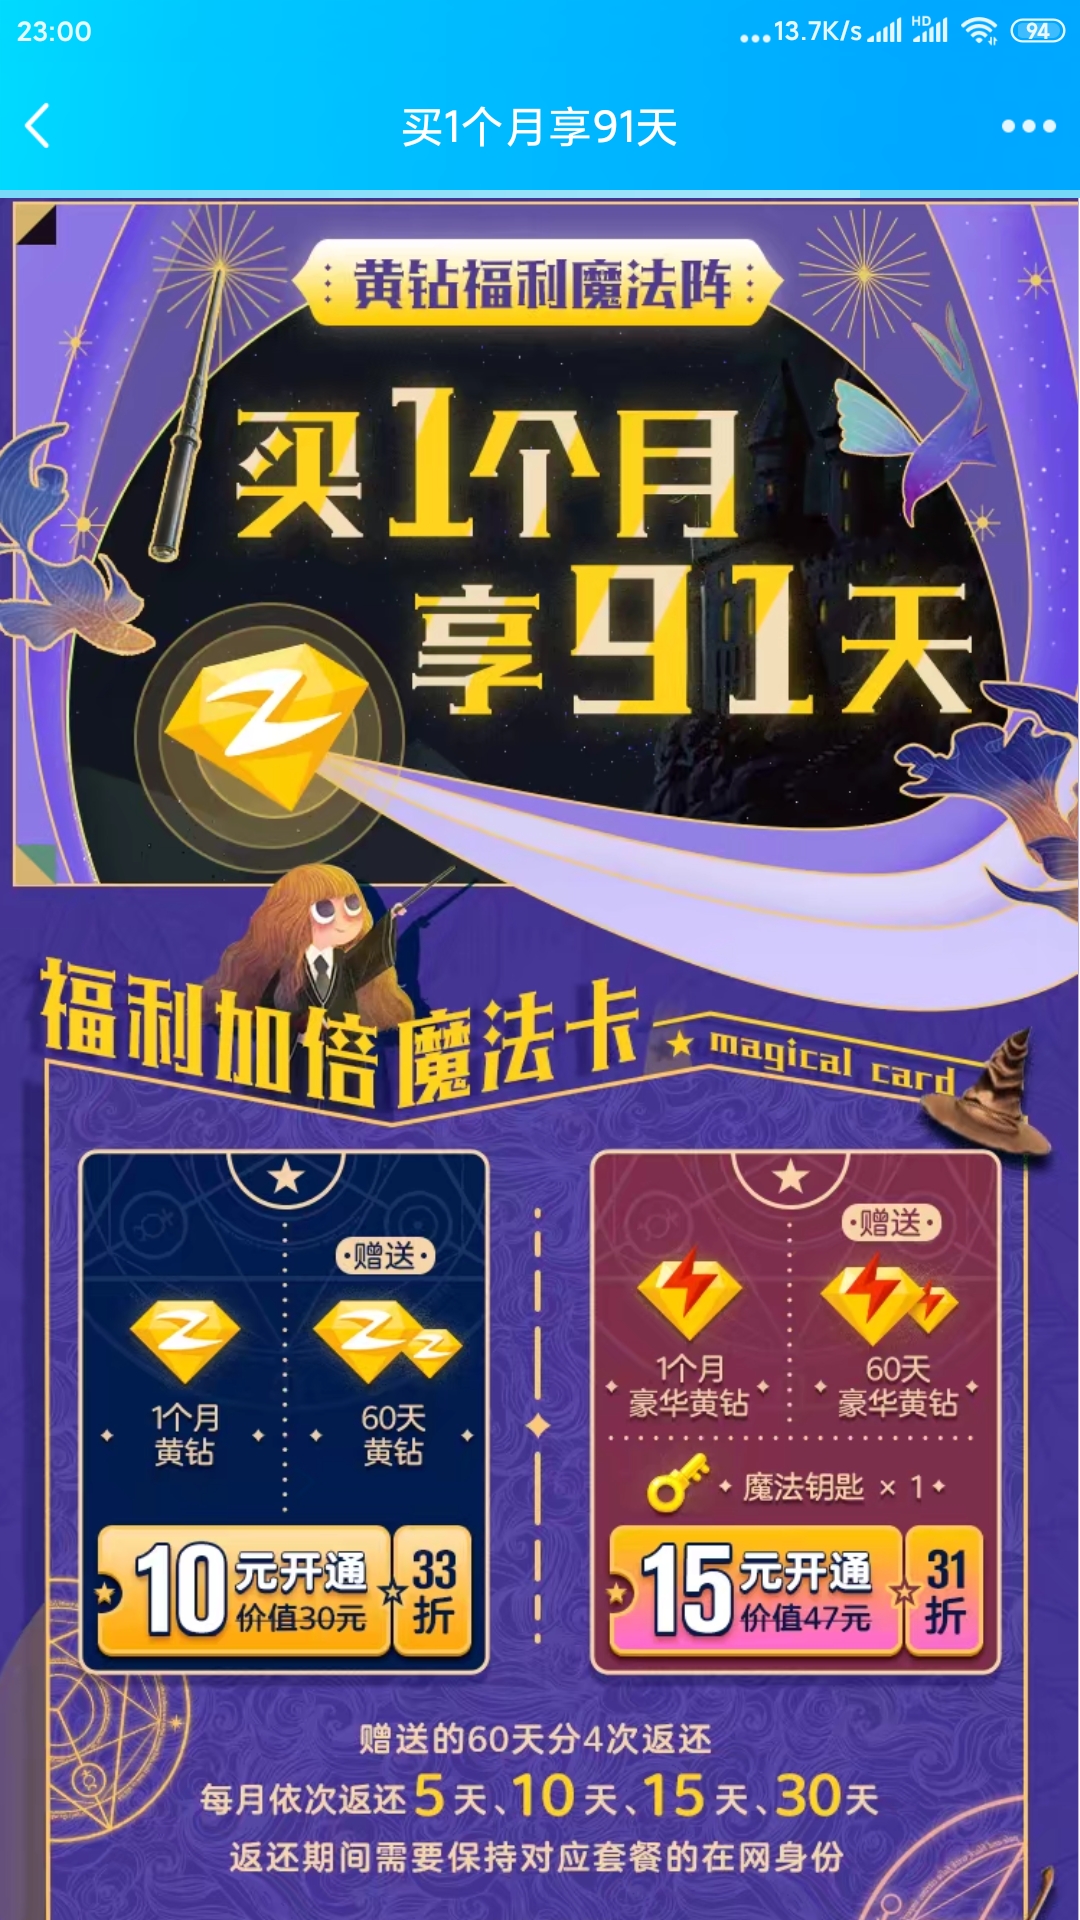 23:00
...13.7K/s HD 94
买1个月享91天
黄钻福利魔法阵
买1个月
享91天
福利加倍魔法卡
magical card
赠送
1个月
黄钻
60天
黄钻
10元开通
价值30元
33
折
赠送
1个月
豪华黄钻
60天
豪华黄钻
魔法钥匙 × 1
15元开通
价值47元
31
折
赠送的60天分4次返还
每月依次返还5天、10天、15天、30天
返还期间需要保持对应套餐的在网身份